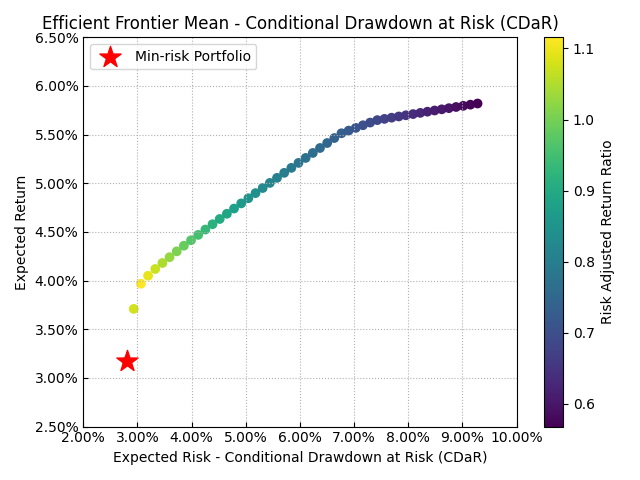 Efficient Frontier Mean - Conditional Drawdown at Risk (CDaR)
6.50%
6.00%
5.50%
5.00%
4.50%
4.00%
3.50%
3.00%
2.50%
Expected Return
Min-risk Portfolio
2.00% 3.00% 4.00% 5.00% 6.00% 7.00% 8.00% 9.00% 10.00%
Expected Risk - Conditional Drawdown at Risk (CDaR)
1.1
1.0
0.9
0.8
0.7
0.6
Risk Adjusted Return Ratio